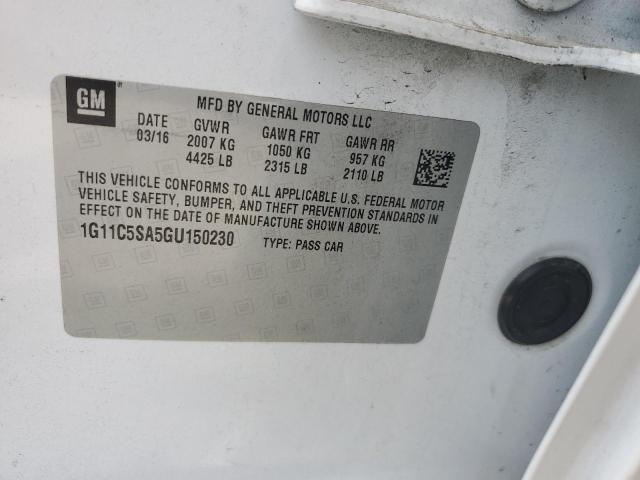 GM
MFD BY GENERAL MOTORS LLC
DATE GVWR GAWR FRT GAWR RR
03/16 2007 KG 1050 KG 957 KG
4425 LB 2315 LB 2110 LB
THIS VEHICLE CONFORMS TO ALL APPLICABLE U.S. FEDERAL MOTOR
VEHICLE SAFETY, BUMPER, AND THEFT PREVENTION STANDARDS IN
EFFECT ON THE DATE OF MANUFACTURE SHOWN ABOVE.
1G11C5SA5GU150230 TYPE: PASS CAR